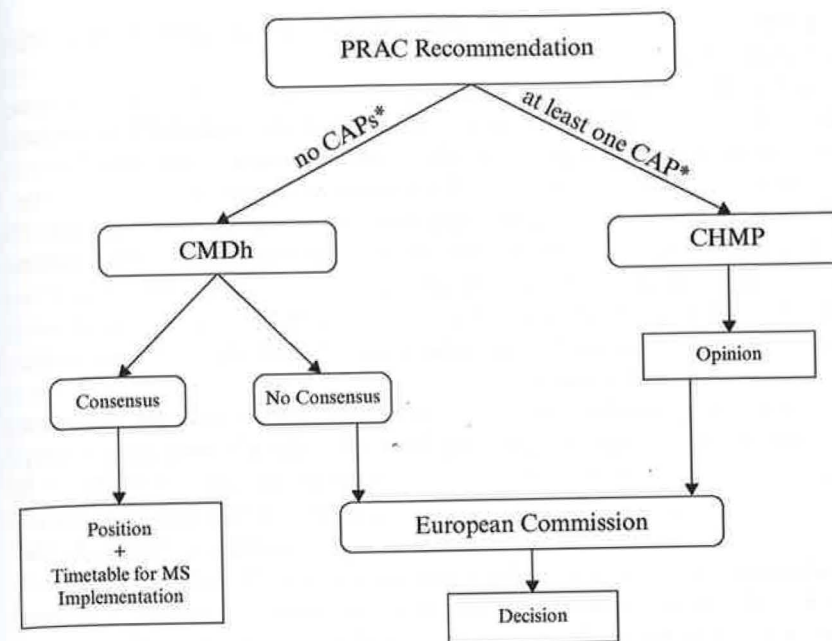 PRAC Recommendation
no CAPs*
at least one CAP*
CMDh
CHMP
Opinion
Consensus
No Consensus
Position
+
Timetable for MS
Implementation
European Commission
Decision